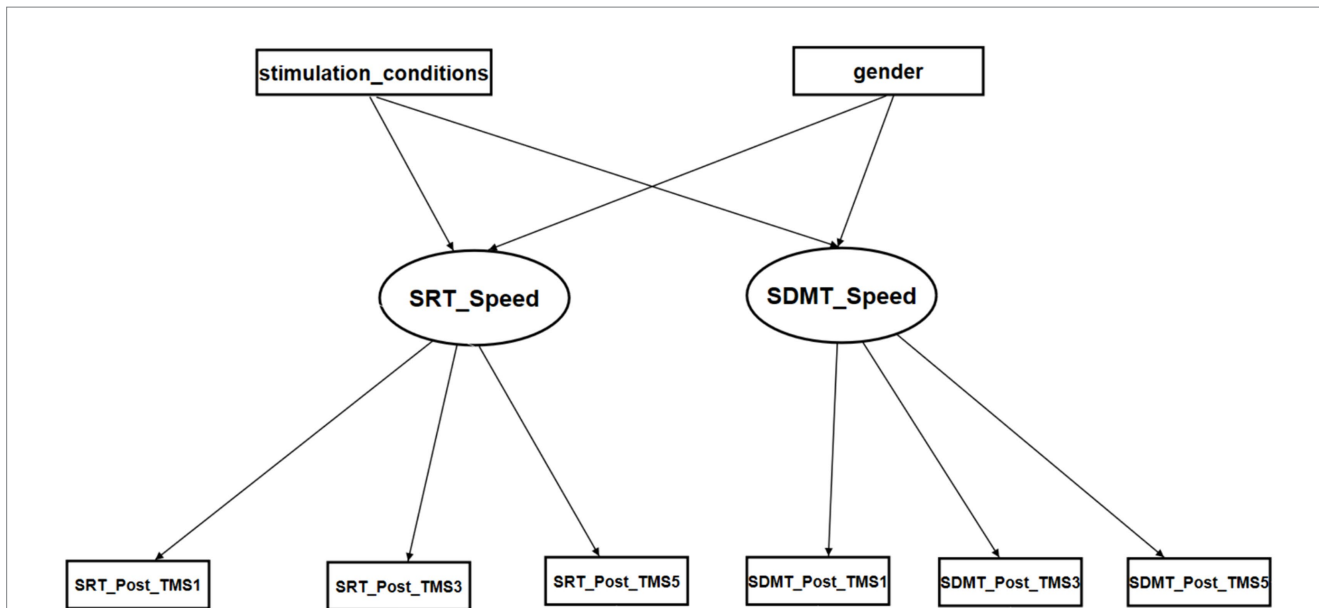 stimulation_conditions
gender
SRT_Speed
SDMT_Speed
SRT_Post_TMS1
SRT_Post_TMS3
SRT_Post_TMS5
SDMT_Post_TMS1
SDMT_Post_TMS3
SDMT_Post_TMS5